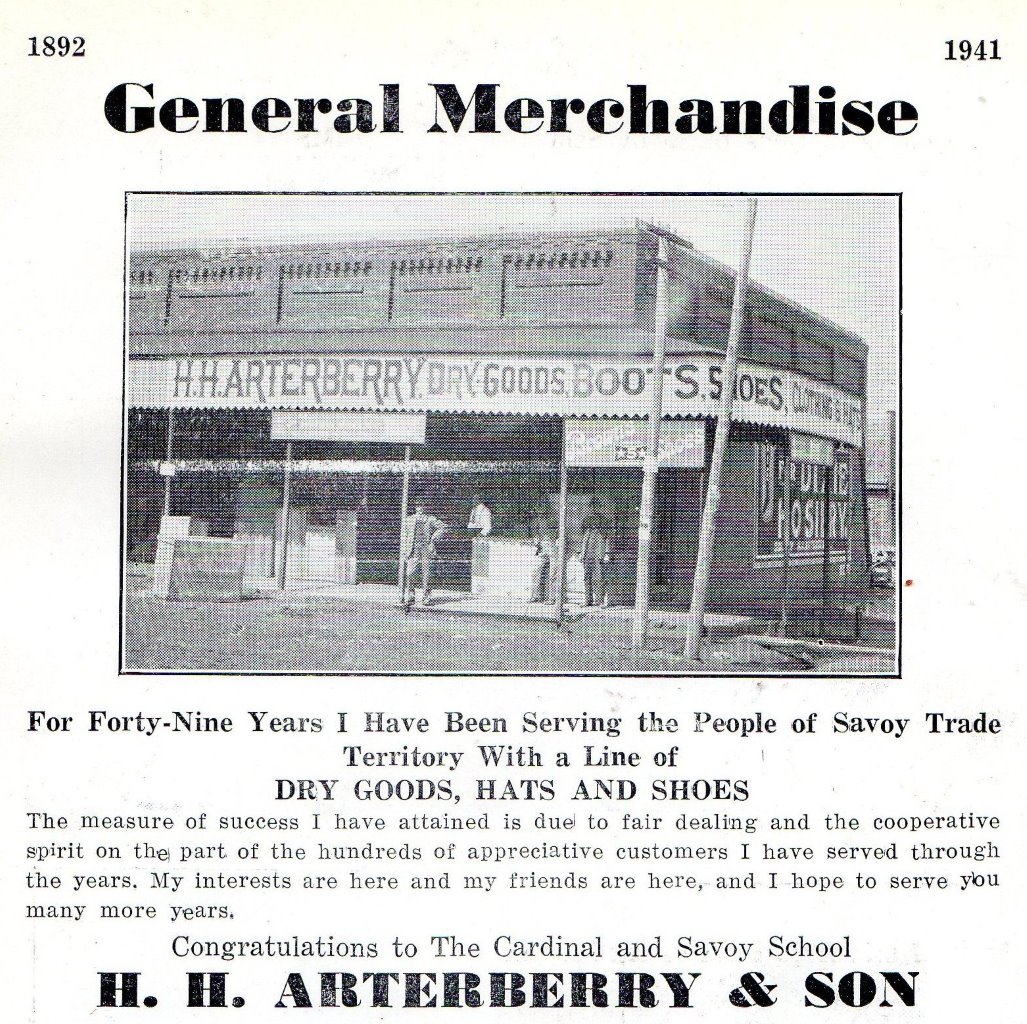 1892 1941
General Merchandise
H.H.ARTERBERRY, DRY-GOODS, BOOTS, SHOES, CLOTHING &
HOSIERY
For Forty-Nine Years I Have Been Serving the People of Savoy Trade
Territory With a Line of
DRY GOODS, HATS AND SHOES
The measure of success I have attained is due to fair dealing and the cooperative
spirit on the part of the hundreds of appreciative customers I have served through
the years. My interests are here and my friends are here, and I hope to serve you
many more years.
Congratulations to The Cardinal and Savoy School
H. H. ARTERBERRY & SON